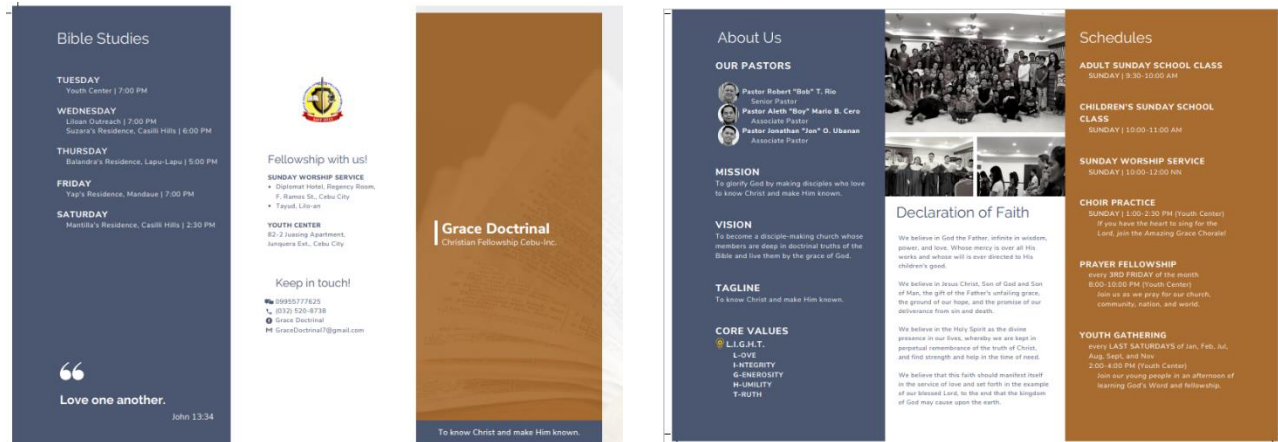 Bible Studies
TUESDAY
Youth Center | 7:00 PM
WEDNESDAY
Liloan Outreach | 7:00 PM
Suzara's Residence, Casilli Hills | 6:00 PM
THURSDAY
Balandra's Residence, Lapu-Lapu | 5:00 PM
FRIDAY
Yap's Residence, Mandaue | 7:00 PM
SATURDAY
Mantilla's Residence, Casilli Hills | 2:30 PM
Love one another.
John 13:34
Fellowship with us!
SUNDAY WORSHIP SERVICE
• Diplomat Hotel, Regency Room,
F. Ramos St., Cebu City
• Tayud, Lilo-an
YOUTH CENTER
82-2 Juasing Apartment,
Junquera Ext., Cebu City
Keep in touch!
09955777625
(032) 520-8738
Grace Doctrinal
GraceDoctrinal7@gmail.com
Grace Doctrinal
Christian Fellowship Cebu-Inc.
To know Christ and make Him known.
About Us
OUR PASTORS
Pastor Robert "Bob" T. Rio
Senior Pastor
Pastor Aleth "Boy" Mario B. Cero
Associate Pastor
Pastor Jonathan "Jon" O. Ubanan
Associate Pastor
MISSION
To glorify God by making disciples who love
to know Christ and make Him known.
VISION
To become a disciple-making church whose
members are deep in doctrinal truths of the
Bible and live them by the grace of God.
TAGLINE
To know Christ and make Him known.
CORE VALUES
L.I.G.H.T.
L-OVE
I-NTEGRITY
G-ENEROSITY
H-UMILITY
T-RUTH
Declaration of Faith
We believe in God the Father, infinite in wisdom,
power, and love. Whose mercy is over all His
works and whose will is ever directed to His
children's good.
We believe in Jesus Christ, Son of God and Son
of Man, the gift of the Father's unfailing grace,
the ground of our hope, and the promise of our
deliverance from sin and death.
We believe in the Holy Spirit as the divine
presence in our lives, whereby we are kept in
perpetual remembrance of the truth of Christ,
and find strength and help in the time of need.
We believe that this faith should manifest itself
in the service of love and set forth in the example
of our blessed Lord, to the end that the kingdom
of God may cause upon the earth.
Schedules
ADULT SUNDAY SCHOOL CLASS
SUNDAY | 9:30-10:00 AM
CHILDREN'S SUNDAY SCHOOL
CLASS
SUNDAY | 10:00-11:00 AM
SUNDAY WORSHIP SERVICE
SUNDAY | 10:00-12:00 NN
CHOIR PRACTICE
SUNDAY | 1:00-2:30 PM (Youth Center)
If you have the heart to sing for the
Lord, join the Amazing Grace Chorale!
PRAYER FELLOWSHIP
every 3RD FRIDAY of the month
8:00-10:00 PM (Youth Center)
Join us as we pray for our church,
community, nation, and world.
YOUTH GATHERING
every LAST SATURDAYS of Jan, Feb, Jul,
Aug, Sept, and Nov
2:00-4:00 PM (Youth Center)
Join our young people in an afternoon of
learning God's Word and fellowship.